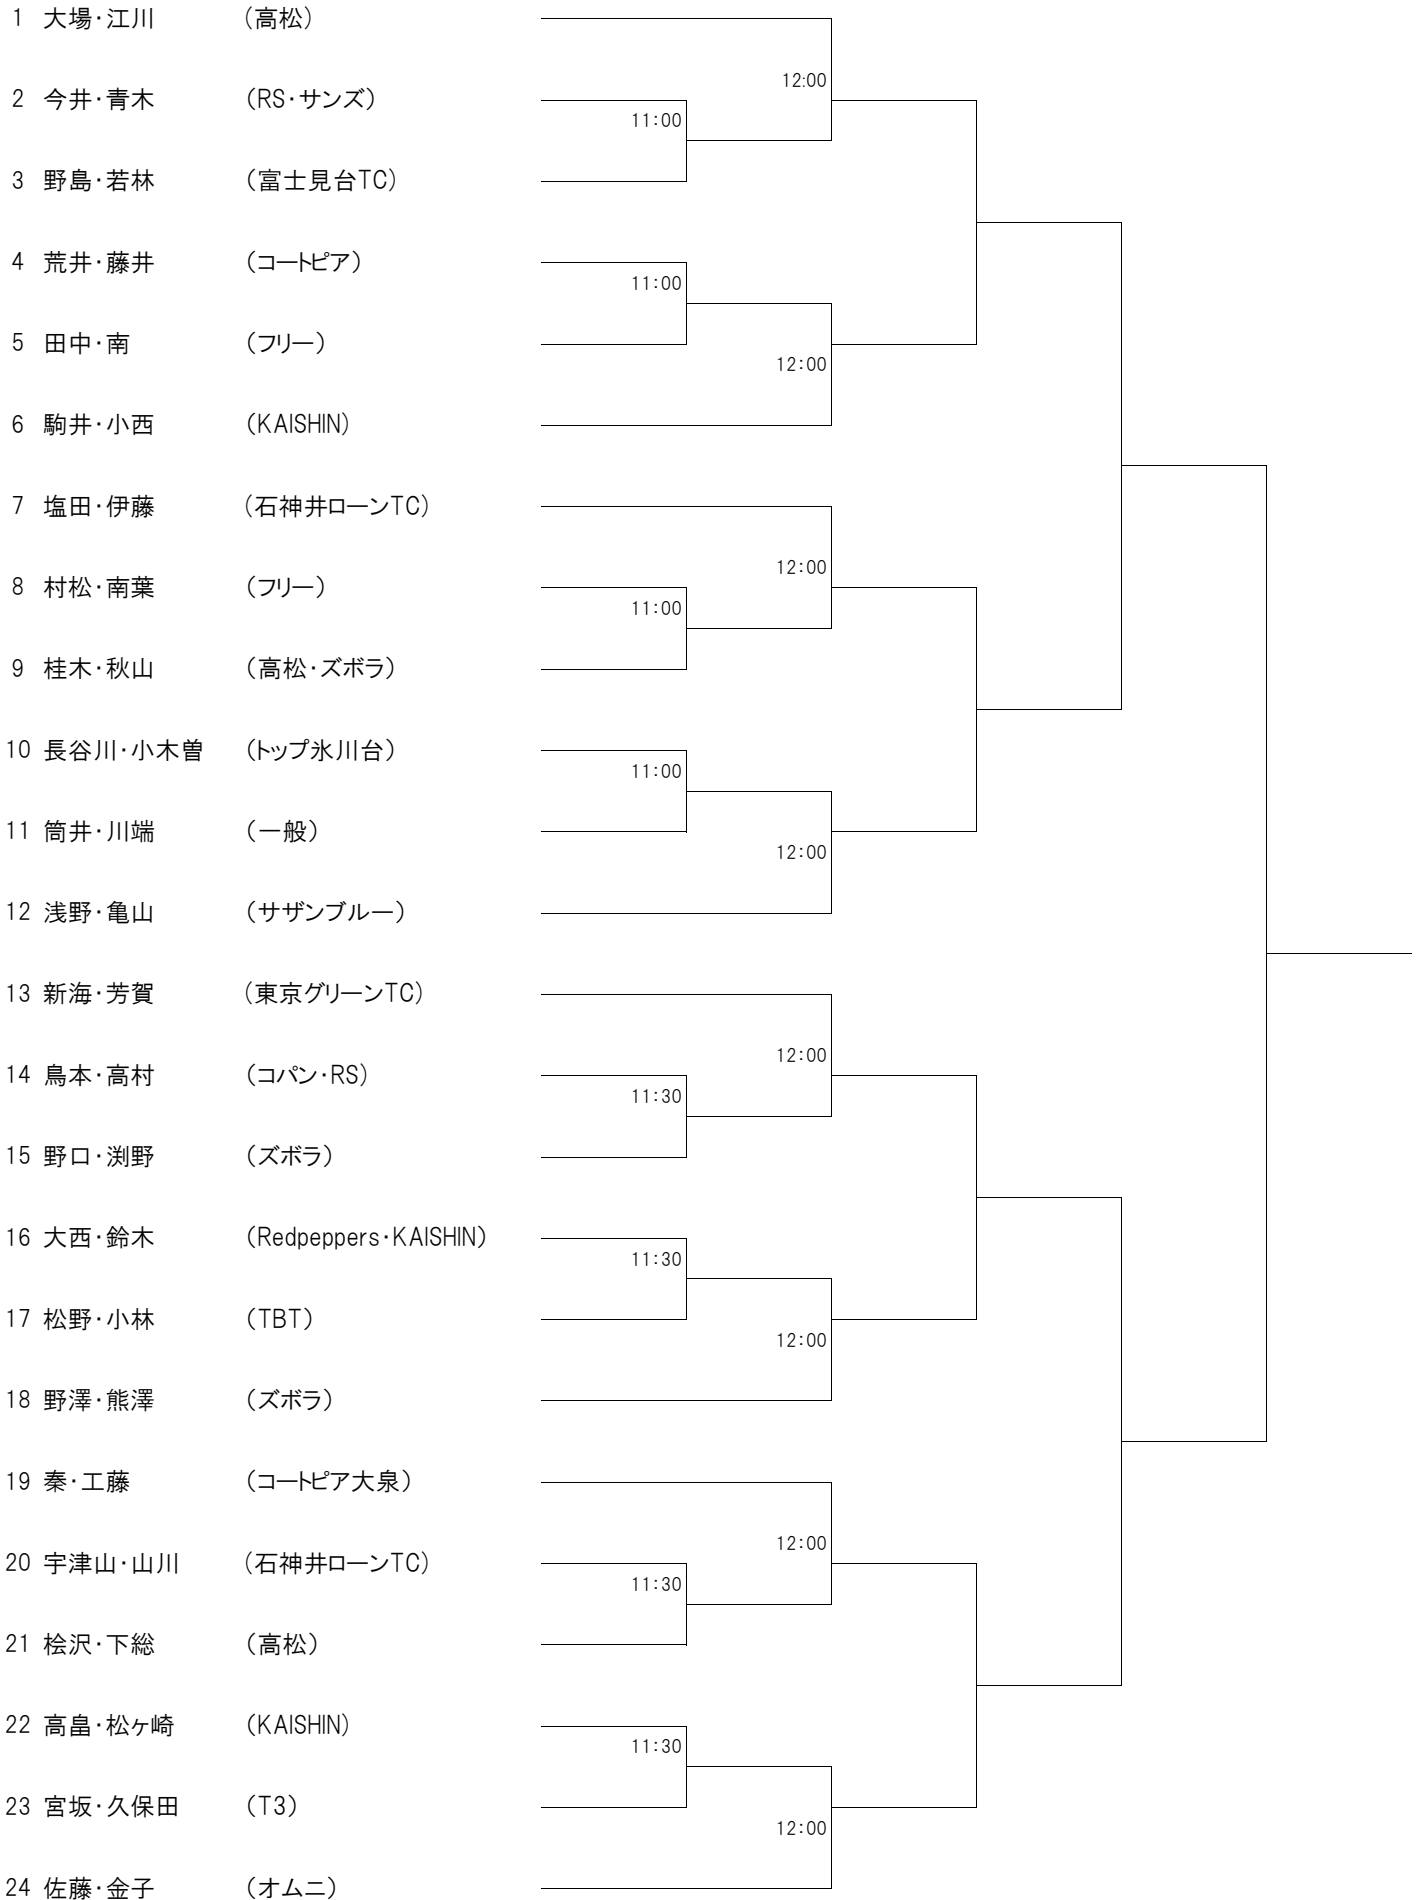 1 大場・江川 (高松)
12:00
2 今井・青木 (RS・サンズ)
11:00
3 野島・若林 (富士見台TC)
4 荒井・藤井 (コートピア)
11:00
5 田中・南 (フリー)
12:00
6 駒井・小西 (KAISHIN)
7 塩田・伊藤 (石神井ローンTC)
12:00
8 村松・南葉 (フリー)
11:00
9 桂木・秋山 (高松・ズボラ)
10 長谷川・小木曽 (トップ氷川台)
11:00
11 筒井・川端 (一般)
12:00
12 浅野・亀山 (サザンブルー)
13 新海・芳賀 (東京グリーンTC)
12:00
14 鳥本・高村 (コパン・RS)
11:30
15 野口・渕野 (ズボラ)
16 大西・鈴木 (Redpeppers・KAISHIN)
11:30
17 松野・小林 (TBT)
12:00
18 野澤・熊澤 (ズボラ)
19 秦・工藤 (コートピア大泉)
12:00
20 宇津山・山川 (石神井ローンTC)
11:30
21 桧沢・下総 (高松)
22 高畠・松ヶ崎 (KAISHIN)
11:30
23 宮坂・久保田 (T3)
12:00
24 佐藤・金子 (オムニ)